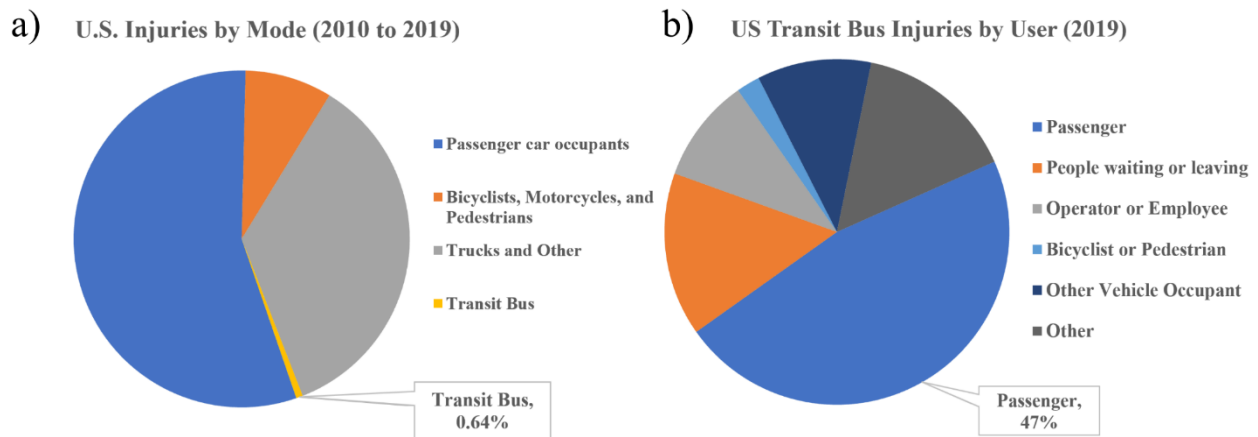 a)
U.S. Injuries by Mode (2010 to 2019)
Passenger car occupants
Bicyclists, Motorcycles, and
Pedestrians
Trucks and Other
Transit Bus
Transit Bus,
0.64%
b)
US Transit Bus Injuries by User (2019)
Passenger
People waiting or leaving
Operator or Employee
Bicyclist or Pedestrian
Other Vehicle Occupant
Other
Passenger,
47%